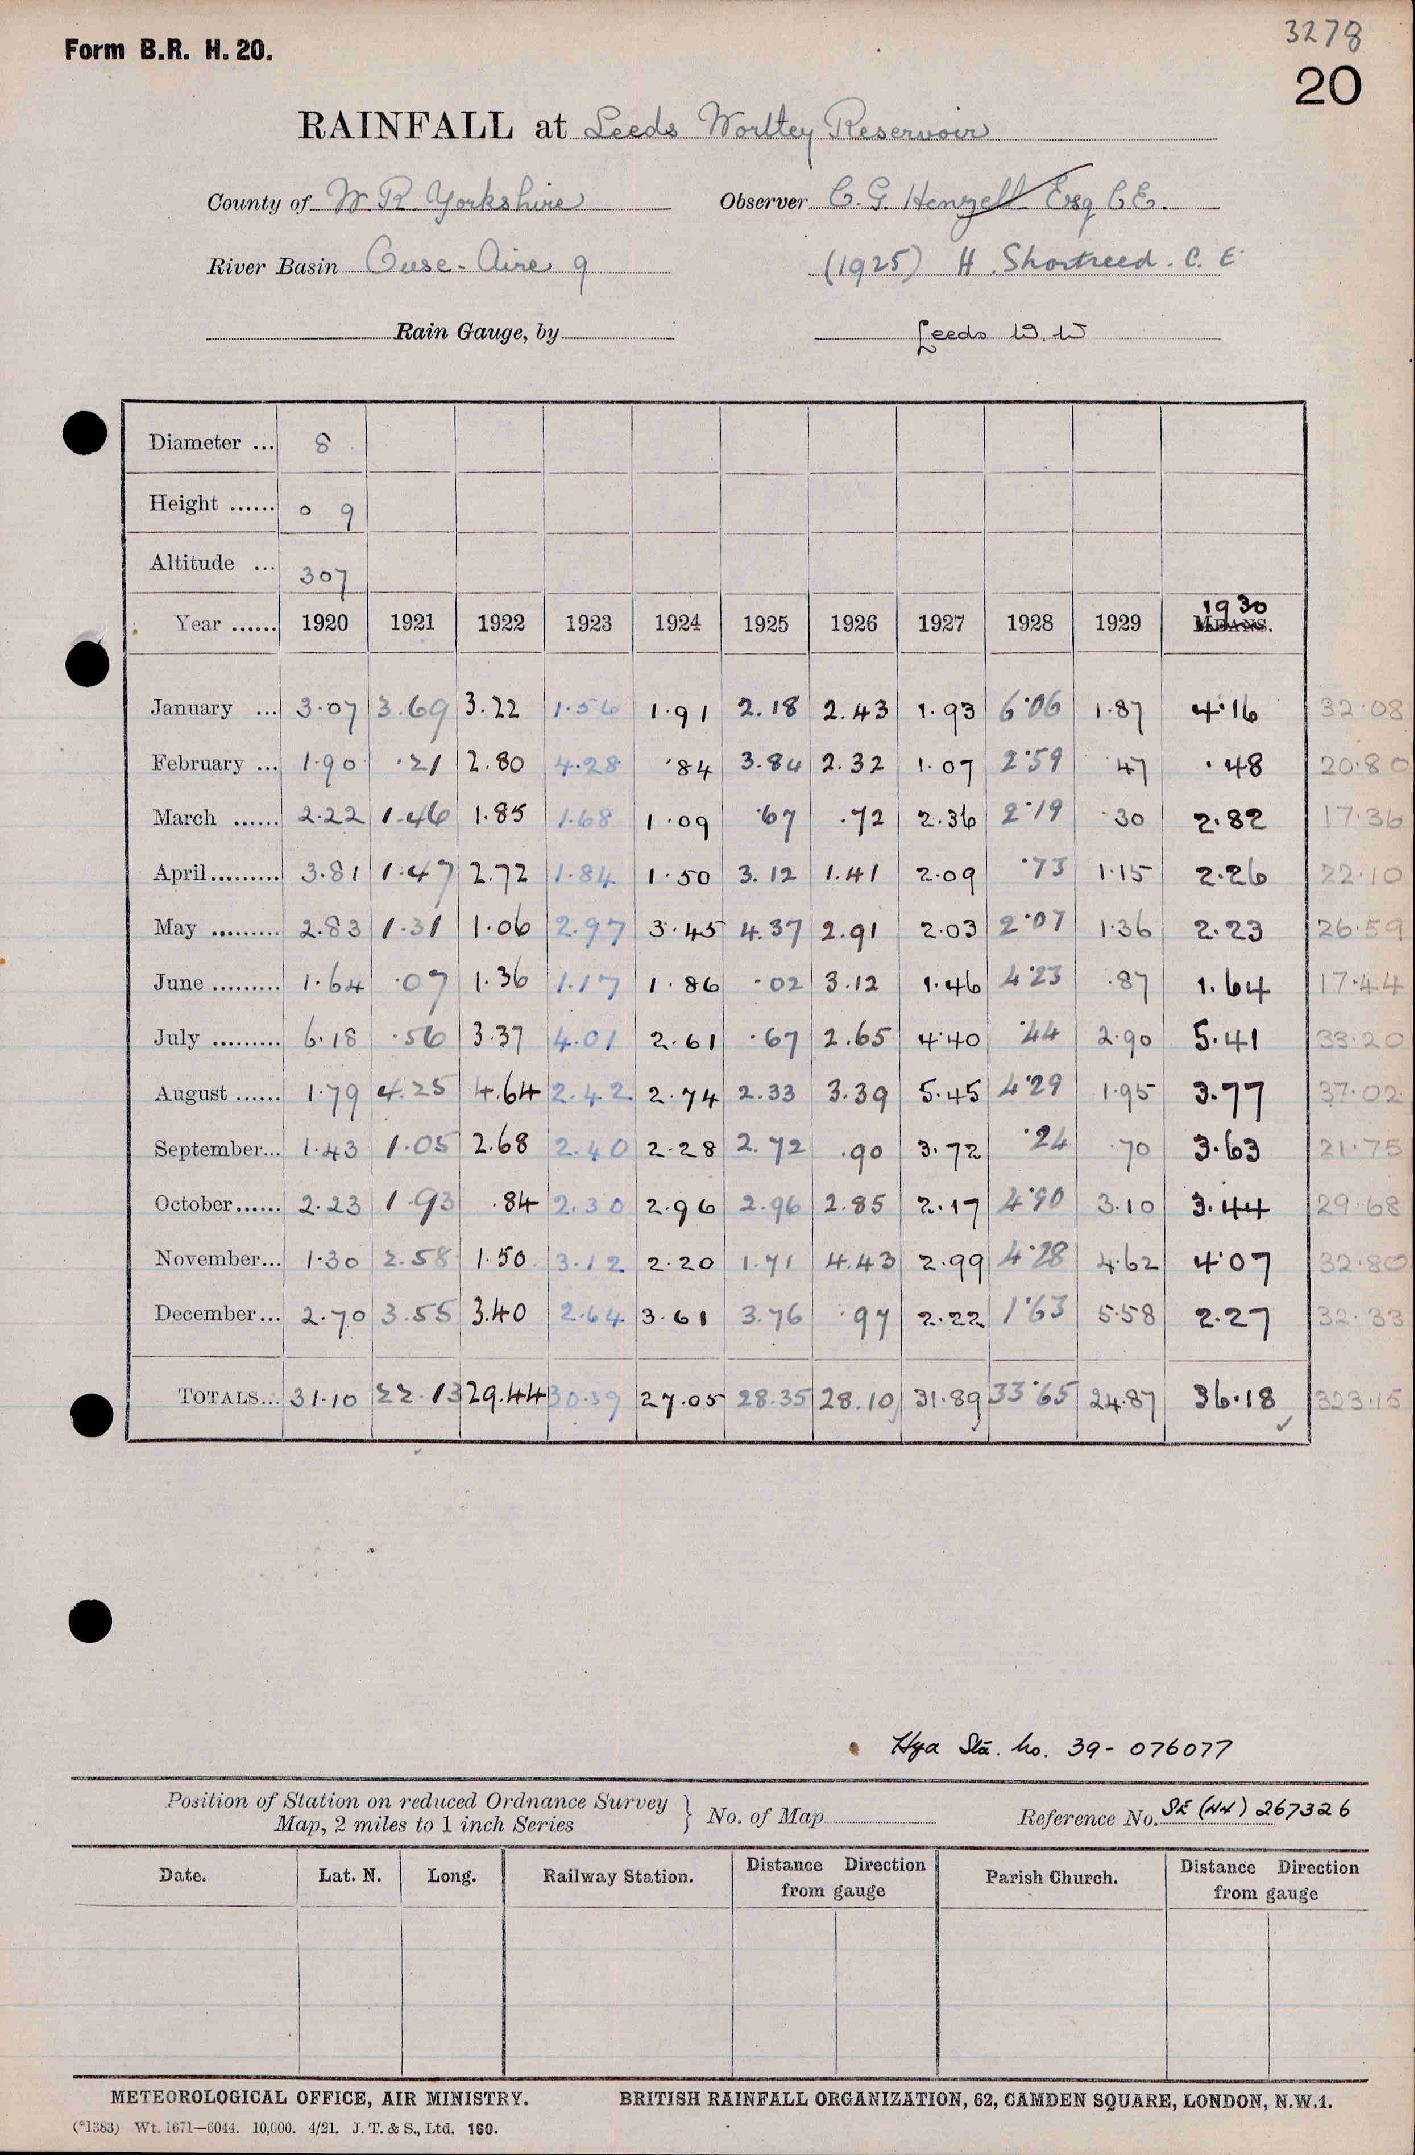 3278
Form B.R. H. 20.
20
RAINFALL at Leeds Wortley Reservoir
County of W. R. Yorkshire Observer C. G. Henzell Esq C.E.
River Basin Ouse - Aire 9 (1925) H. Shortreed. C. E.
Rain Gauge, by Leeds W. W
Diameter ... 8
Height ...... 0 9
Altitude ... 307
1930
Year ...... 1920 1921 1922 1923 1924 1925 1926 1927 1928 1929 MEANS.
January ... 3.07 3.69 3.22 1.56 1.91 2.18 2.43 1.93 6.06 1.87 4.16 32.08
February ... 1.90 .21 2.80 4.28 .84 3.84 2.32 1.07 2.59 .47 .48 20.80
March ...... 2.22 1.46 1.85 1.68 1.09 .67 .72 2.36 2.19 .30 2.82 17.36
April......... 3.81 1.47 2.72 1.84 1.50 3.12 1.41 2.09 .73 1.15 2.26 22.10
May ......... 2.83 1.31 1.06 2.97 3.45 4.37 2.91 2.03 2.07 1.36 2.23 26.59
June ......... 1.64 .07 1.36 1.17 1.86 .02 3.12 1.46 4.23 .87 1.64 17.44
July ......... 6.18 .56 3.37 4.01 2.61 .67 2.65 4.40 .44 2.90 5.41 33.20
August ...... 1.79 4.25 4.64 2.42 2.74 2.33 3.39 5.45 4.29 1.95 3.77 37.02
September... 1.43 1.05 2.68 2.40 2.28 2.72 .90 3.72 .24 .70 3.63 21.75
October...... 2.23 1.93 .84 2.30 2.96 2.96 2.85 2.17 4.90 3.10 3.44 29.68
November... 1.30 2.58 1.50 3.12 2.20 1.71 4.43 2.99 4.28 4.62 4.07 32.80
December... 2.70 3.55 3.40 2.64 3.61 3.76 .97 2.22 1.63 5.58 2.27 32.33
TOTALS... 31.10 22.13 29.44 30.39 27.05 28.35 28.10 31.89 33.65 24.87 36.18 323.15
Hya Sta. No. 39 - 076077
Position of Station on reduced Ordnance Survey
Map, 2 miles to 1 inch Series } No. of Map Reference No. SE (44) 267326
Date. Lat. N. Long. Railway Station. Distance Direction from gauge Parish Church. Distance Direction from gauge
METEOROLOGICAL OFFICE, AIR MINISTRY. BRITISH RAINFALL ORGANIZATION, 62, CAMDEN SQUARE, LONDON, N.W.1.
(*1383) Wt. 1671—6044. 10,000. 4/21. J. T. & S., Ltd. 160.